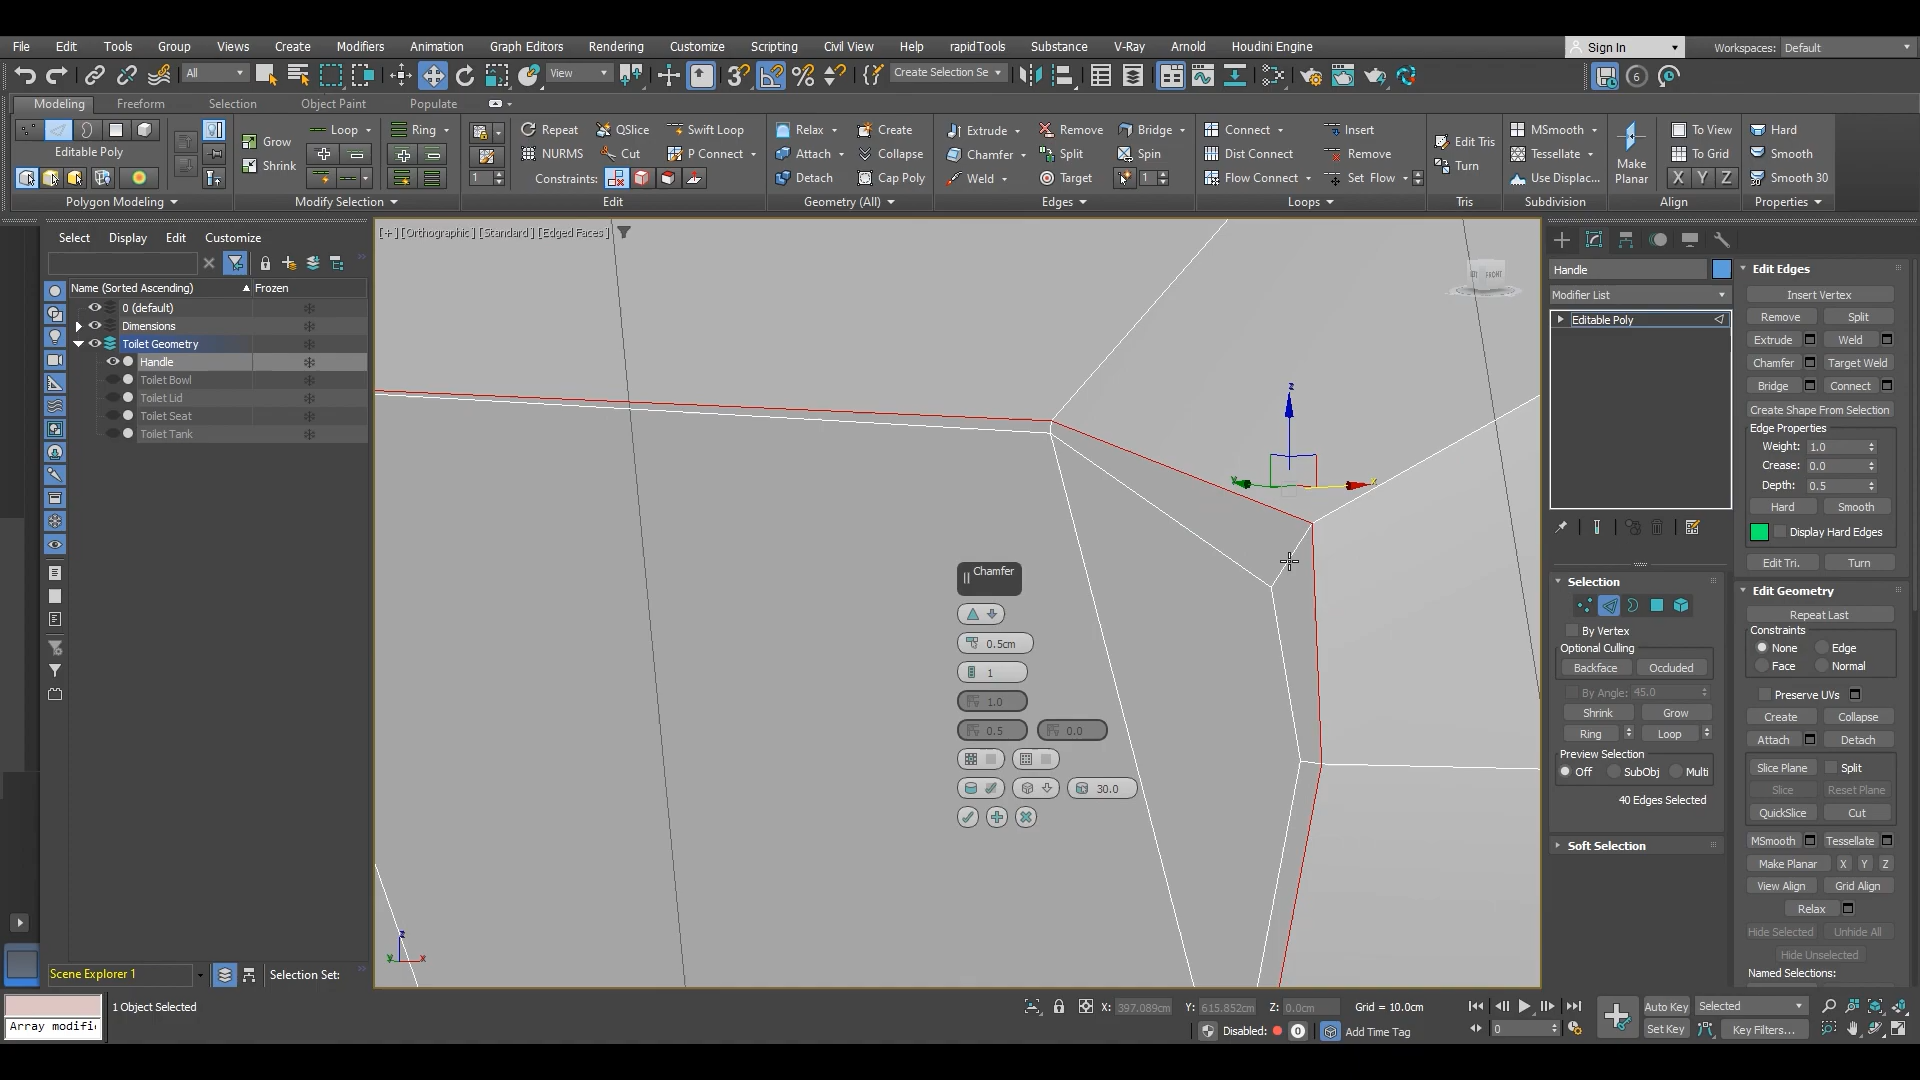 File Edit Tools Group Views Create Modifiers Animation Graph Editors Rendering Customize Scripting Civil View Help rapidTools Substance V-Ray Arnold Houdini Engine Sign In Workspaces: Default
All View Create Selection Se 6
Modeling Freeform Selection Object Paint Populate
Loop Ring Repeat QSlice Swift Loop Relax Create Extrude Remove Bridge Connect Insert MSmooth To View Hard
Editable Poly Grow Shrink NURMS Cut P Connect Attach Collapse Chamfer Split Spin Dist Connect Remove Edit Tris Turn Tessellate Make Planar To Grid Smooth
1 Constraints: Detach Cap Poly Weld Target 1 Flow Connect Set Flow Use Displac... X Y Z Smooth 30
Polygon Modeling Modify Selection Edit Geometry (All) Edges Loops Tris Subdivision Align Properties
Select Display Edit Customize
Name (Sorted Ascending) Frozen
0 (default)
Dimensions
Toilet Geometry
Handle
Toilet Bowl
Toilet Lid
Toilet Seat
Toilet Tank
[+] [Orthographic] [Standard] [Edged Faces]
FRONT
z
y
x
Chamfer
0.5cm
1
1.0
0.5 0.0
30.0
z
y x
Handle
Modifier List
Editable Poly
Selection
By Vertex
Optional Culling
Backface Occluded
By Angle: 45.0
Shrink Grow
Ring Loop
Preview Selection
Off SubObj Multi
40 Edges Selected
Soft Selection
Edit Edges
Insert Vertex
Remove Split
Extrude Weld
Chamfer Target Weld
Bridge Connect
Create Shape From Selection
Edge Properties
Weight: 1.0
Crease: 0.0
Depth: 0.5
Hard Smooth
Display Hard Edges
Edit Tri. Turn
Edit Geometry
Repeat Last
Constraints
None Edge
Face Normal
Preserve UVs
Create Collapse
Attach Detach
Slice Plane Split
Slice Reset Plane
QuickSlice Cut
MSmooth Tessellate
Make Planar X Y Z
View Align Grid Align
Relax
Hide Selected Unhide All
Hide Unselected
Named Selections:
Scene Explorer 1 Selection Set:
1 Object Selected X: 397.089cm Y: 615.852cm Z: 0.0cm Grid = 10.0cm Auto Key Selected
Array modifi Disabled: 0 Add Time Tag 0 Set Key Key Filters...